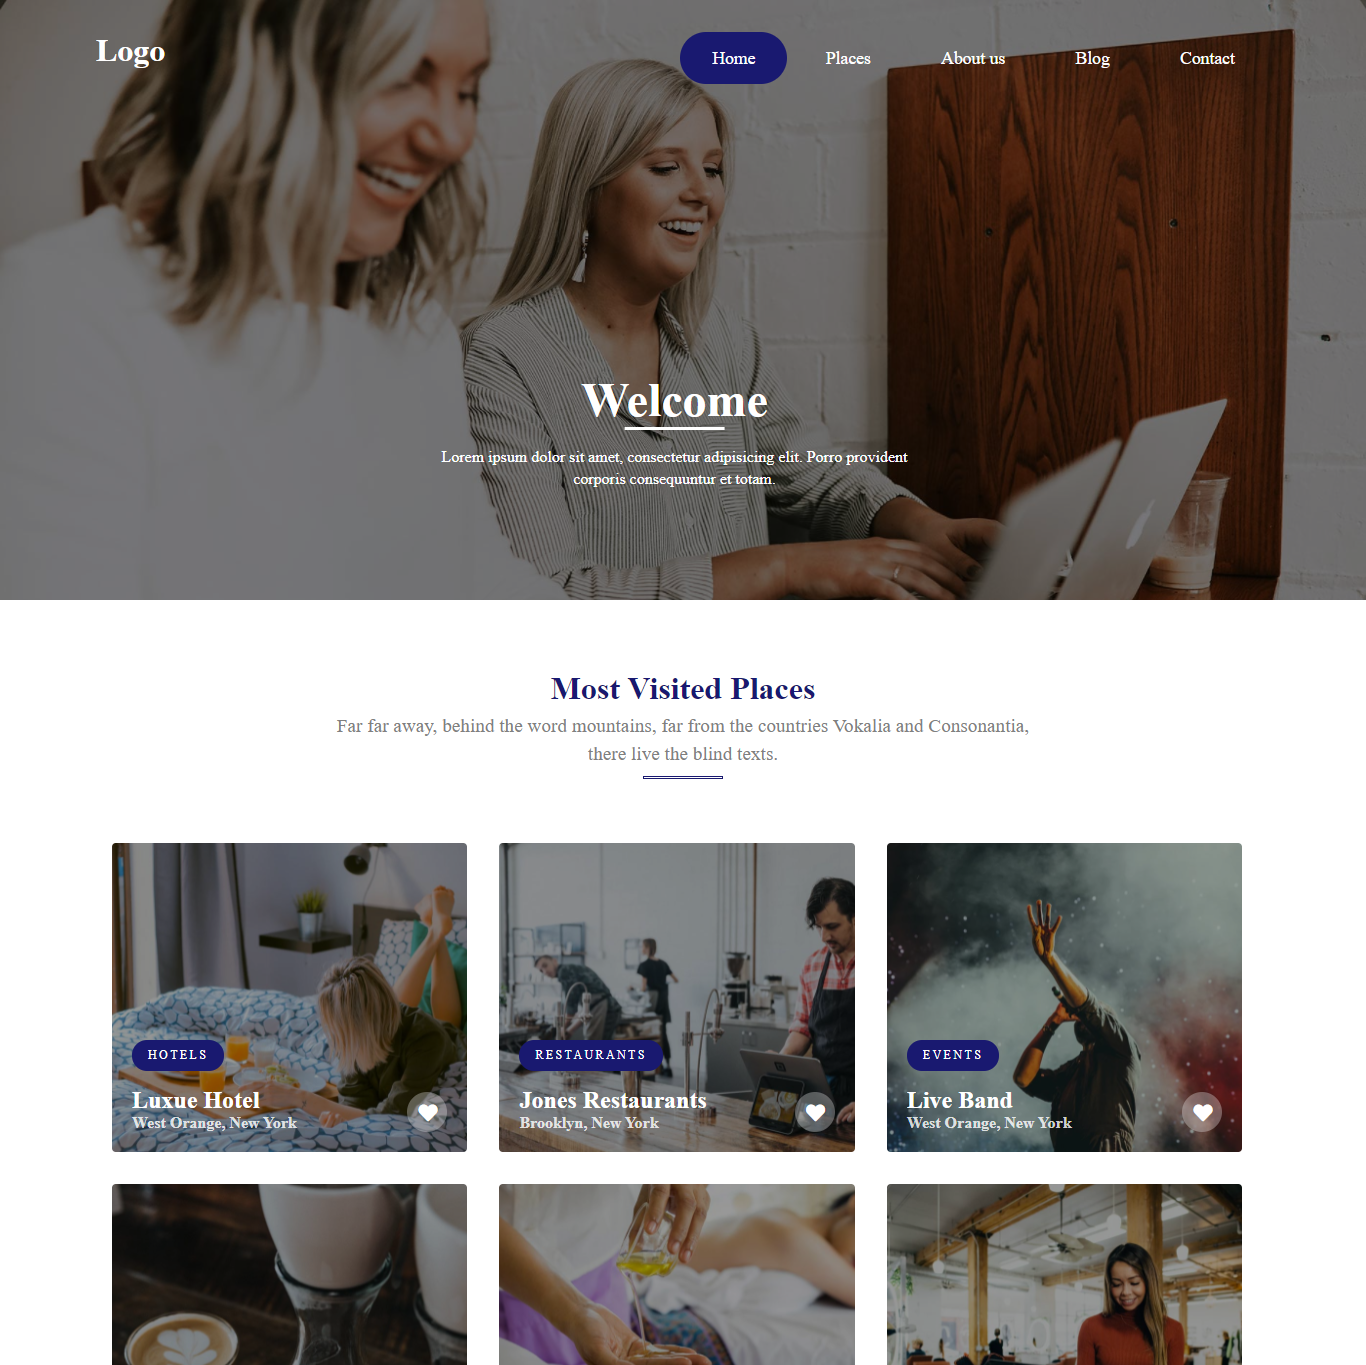 Logo
Home Places About us Blog Contact
Welcome
Lorem ipsum dolor sit amet, consectetur adipisicing elit. Porro provident
corporis consequuntur et totam.
Most Visited Places
Far far away, behind the word mountains, far from the countries Vokalia and Consonantia,
there live the blind texts.
HOTELS
Luxue Hotel
West Orange, New York
RESTAURANTS
Jones Restaurants
Brooklyn, New York
EVENTS
Live Band
West Orange, New York